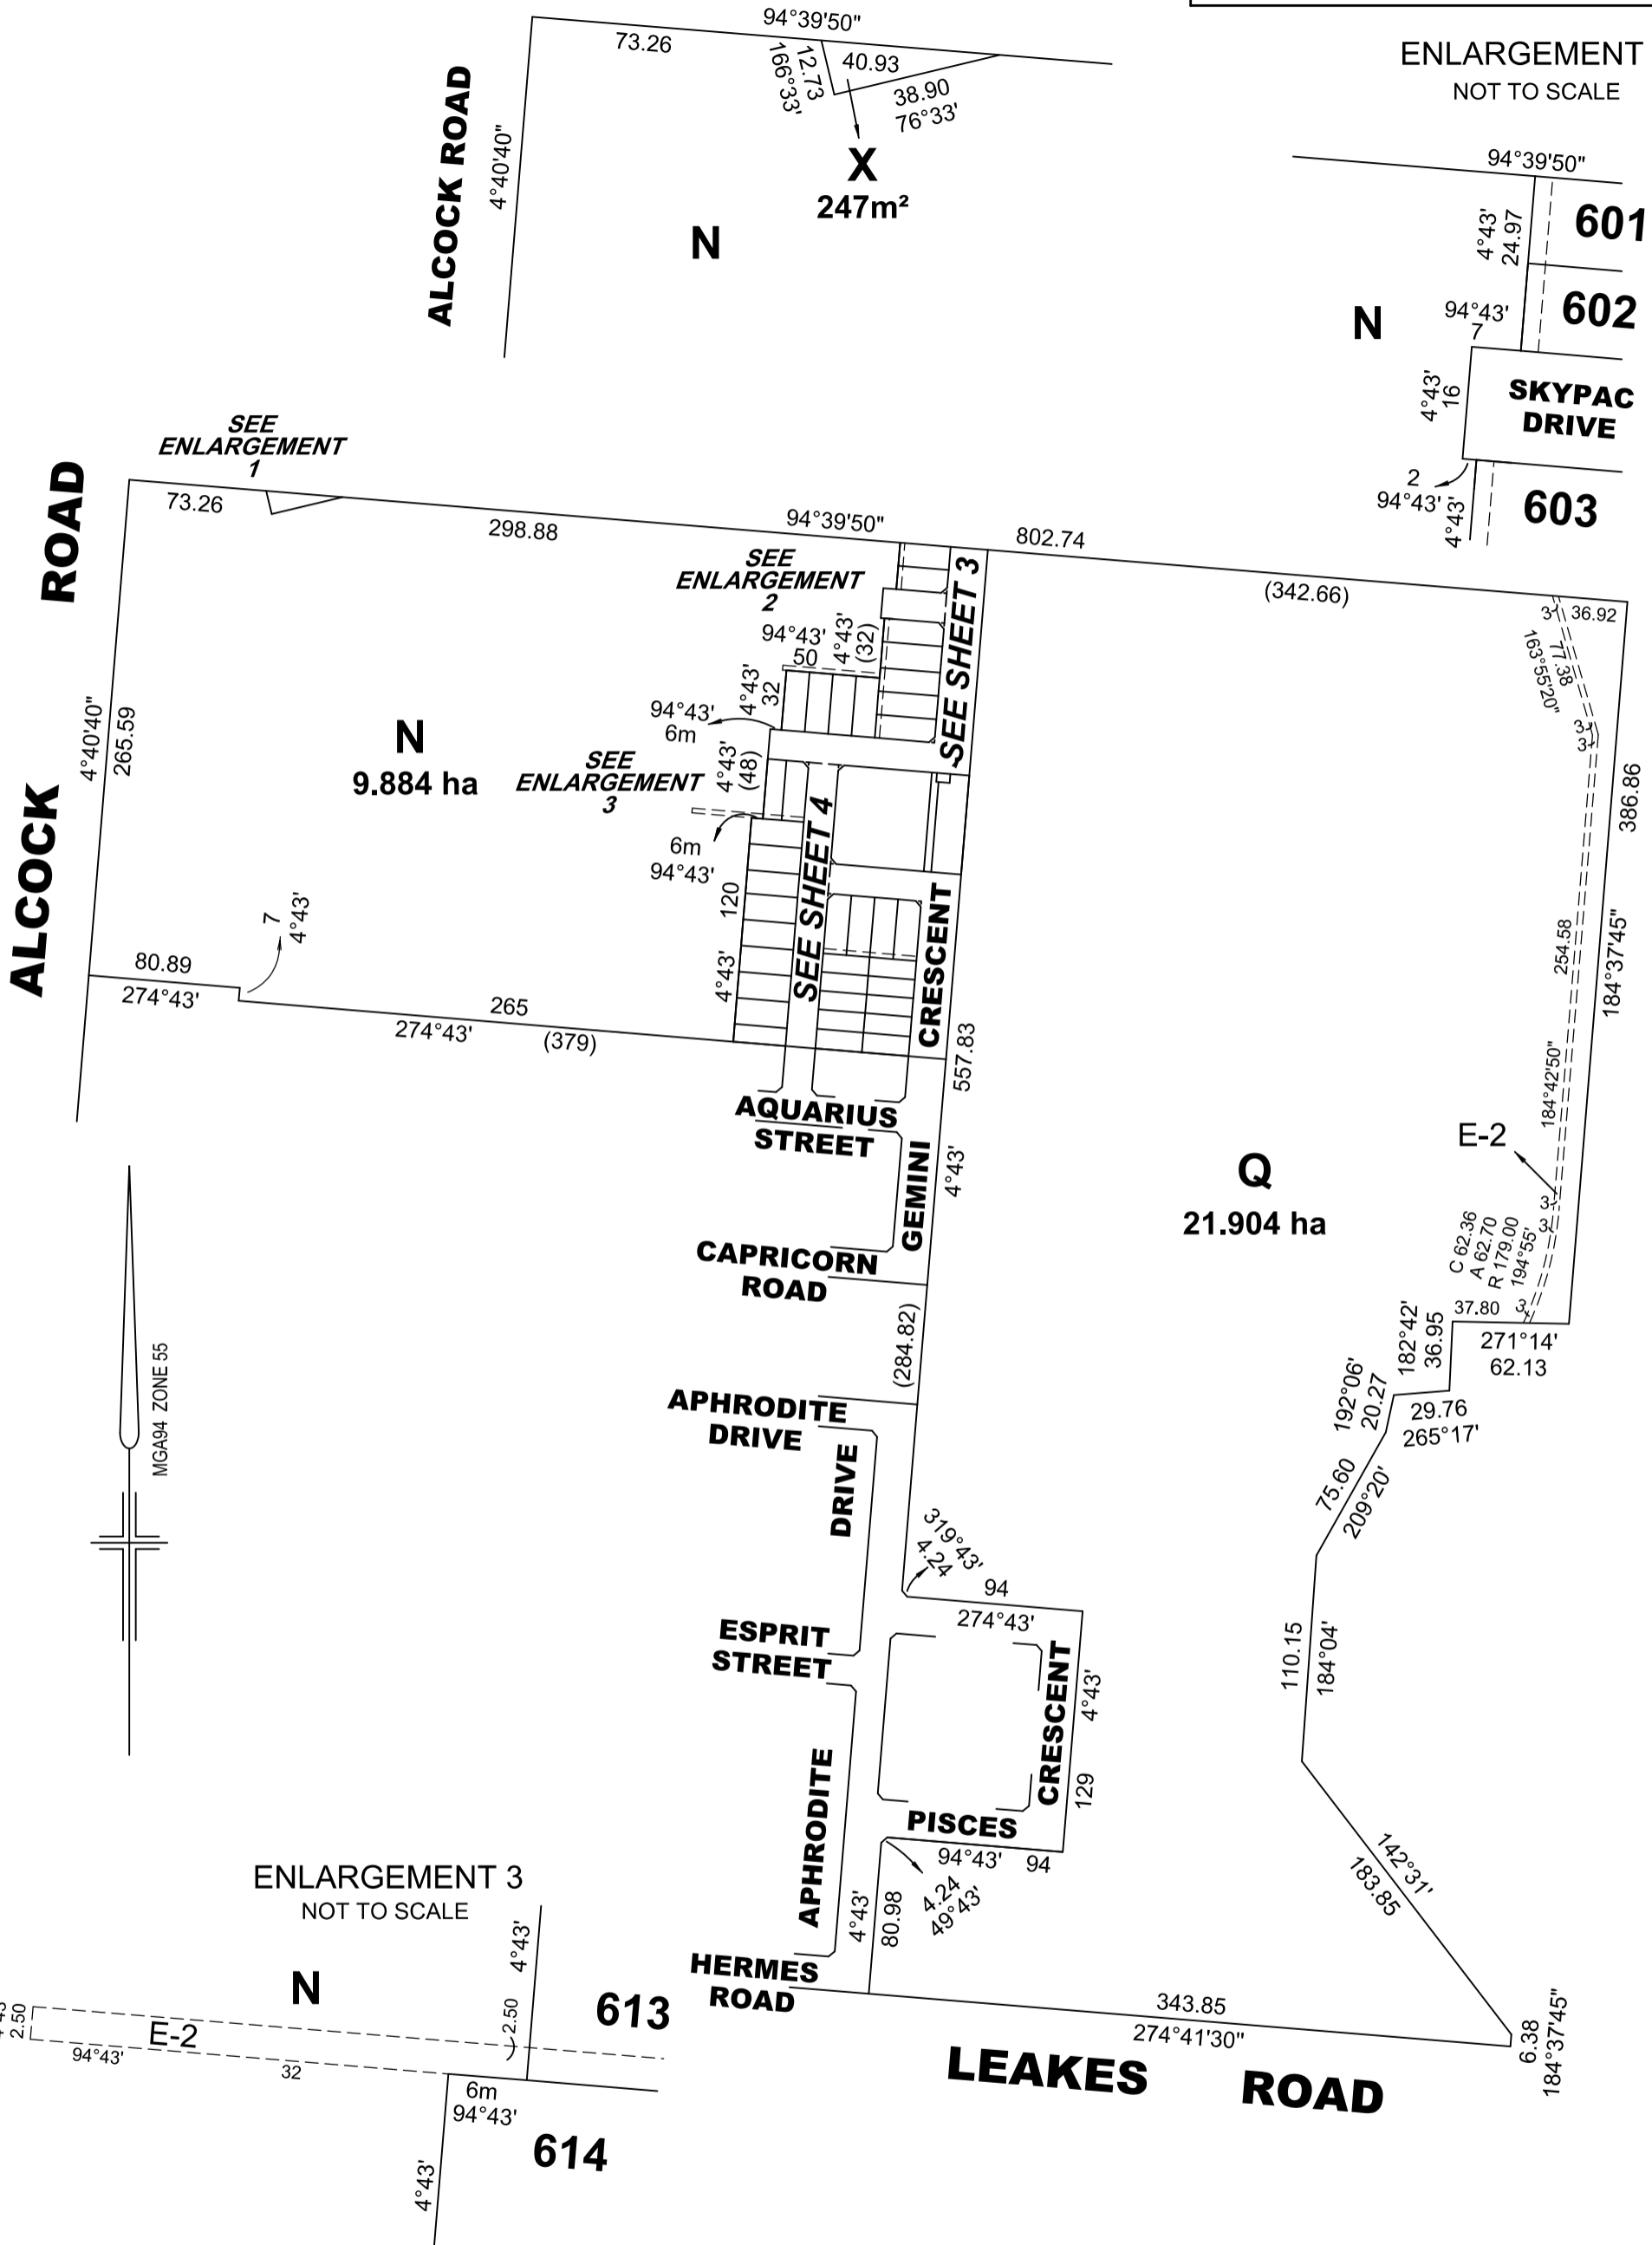 94°39'50"
73.26
12.73
166°33'
40.93
38.90
76°33'
X
247m²
N
ALCOCK ROAD
4°40'40"
ENLARGEMENT
NOT TO SCALE
94°39'50"
4°43'
24.97
601
602
N
94°43'
7
4°43'
16
SKYPAC
DRIVE
2
94°43'
4°43'
603
SEE
ENLARGEMENT
1
ALCOCK ROAD
73.26
298.88
94°39'50"
802.74
(342.66)
36.92
3
77.38
163°55'20"
3
3
SEE
ENLARGEMENT
2
SEE SHEET 3
94°43'
50
4°43'
(32)
4°43'
32
94°43'
6m
4°40'40"
265.59
N
9.884 ha
SEE
ENLARGEMENT
3
4°43'
(48)
6m
94°43'
120
4°43'
SEE SHEET 4
CRESCENT
386.86
184°37'45"
254.58
184°42'50"
7
4°43'
80.89
274°43'
265
274°43'
(379)
557.83
4°43'
AQUARIUS
STREET
GEMINI
CAPRICORN
ROAD
(284.82)
Q
21.904 ha
E-2
3
3
C 62.36
A 62.70
R 179.00
194°55'
37.80
3
271°14'
62.13
182°42'
36.95
29.76
265°17'
192°06'
20.27
75.60
209°20'
MGA94 ZONE 55
APHRODITE
DRIVE
DRIVE
319°43'
4.24
94
274°43'
ESPRIT
STREET
CRESCENT
4°43'
129
110.15
184°04'
APHRODITE
PISCES
94°43'
94
4.24
49°43'
4°43'
80.98
142°31'
183.85
HERMES
ROAD
343.85
274°41'30"
6.38
184°37'45"
LEAKES ROAD
ENLARGEMENT 3
NOT TO SCALE
4°43'
N
2.50
613
2.50
E-2
94°43'
32
6m
94°43'
614
4°43'